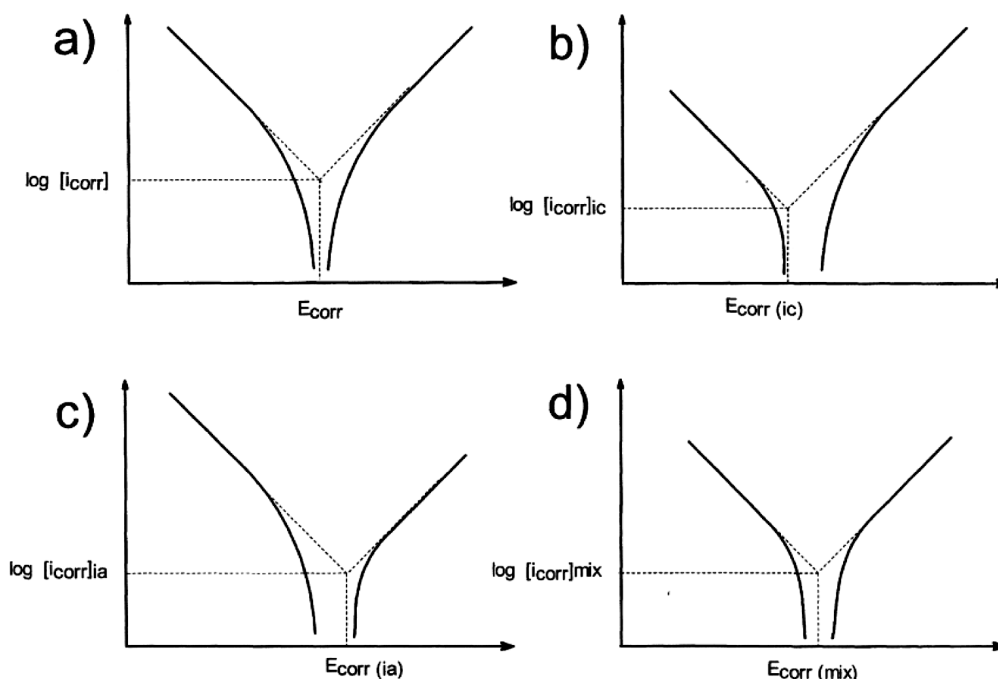 a)
log [icorr]
Ecorr
b)
log [icorr]ic
Ecorr (ic)
c)
log [icorr]ia
Ecorr (ia)
d)
log [icorr]mix
Ecorr (mix)